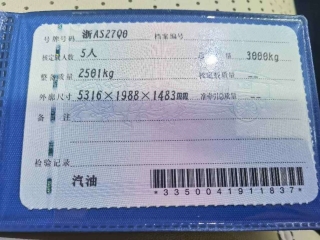 号牌号码 浙AS27Q0 档案编号
核定载人数 5人 总质量 3000kg
整备质量 2501kg 核定载质量 --
外廓尺寸 5316×1988×1483mm 准牵引总质量 --
备注
检验记录
汽油
*3350041911837*